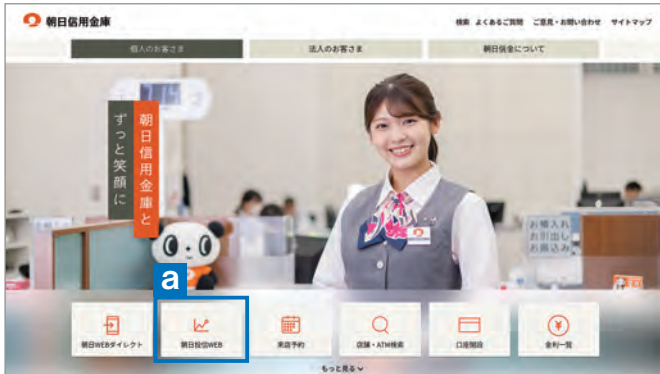 朝日信用金庫
検索 よくあるご質問 ご意見・お問い合わせ サイトマップ
個人のお客さま
法人のお客さま
朝日信金について
朝日信用金庫と
ずっと笑顔に
お預入れ
お引出し
お振込み
a
朝日WEBダイレクト
朝日投信WEB
来店予約
店舗・ATM検索
口座開設
金利一覧
もっと見る